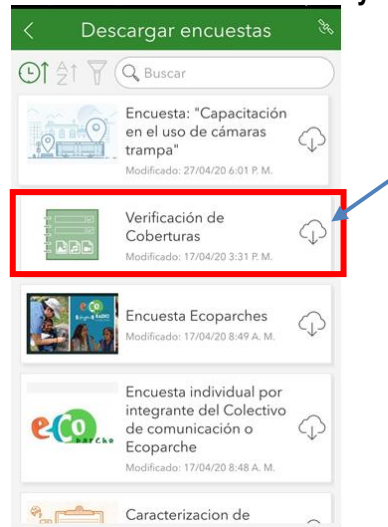 y
Descargar encuestas
Buscar
Encuesta: "Capacitación
en el uso de cámaras
trampa"
Modificado: 27/04/20 6:01 P. M.
Verificación de
Coberturas
Modificado: 17/04/20 3:31 P. M.
Encuesta Ecoparches
Modificado: 17/04/20 8:49 A. M.
eco
parche
Encuesta individual por
integrante del Colectivo
de comunicación o
Ecoparche
Modificado: 17/04/20 8:48 A. M.
Caracterizacion de